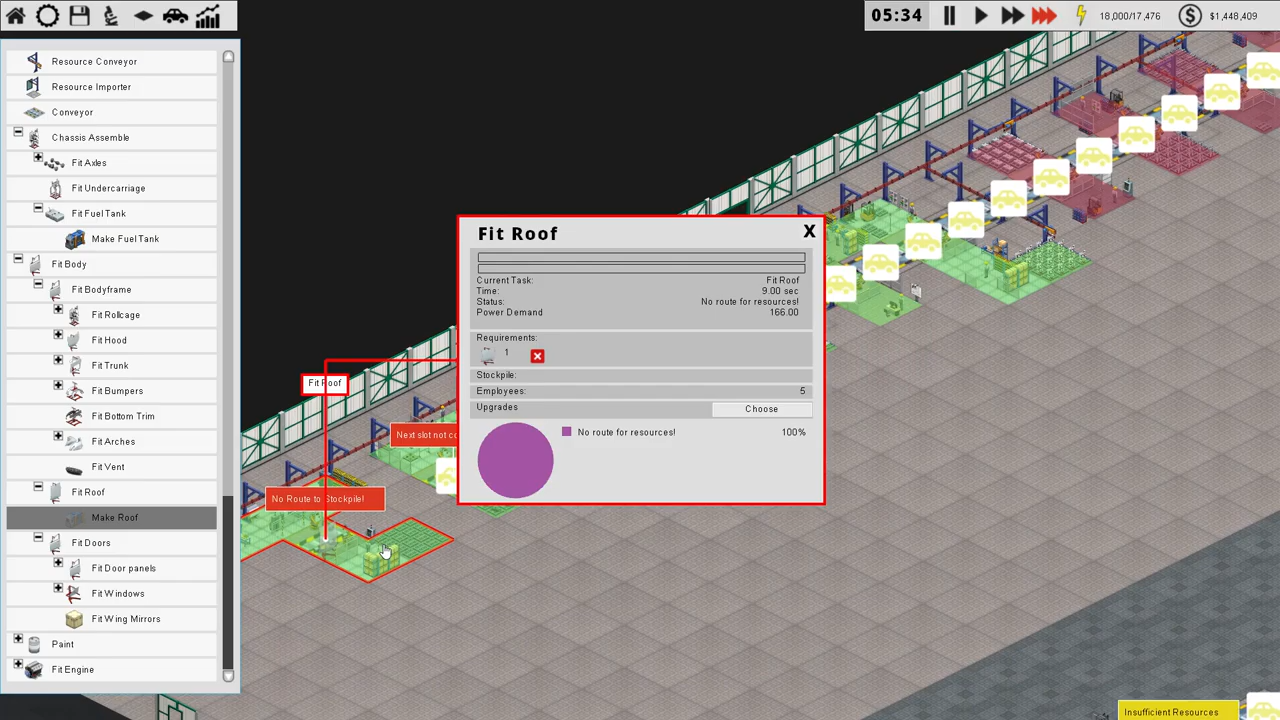 05:34
18,000/17,476
$1,448,409
Resource Conveyor
Resource Importer
Conveyor
Chassis Assemble
Fit Axles
Fit Undercarriage
Fit Fuel Tank
Make Fuel Tank
Fit Body
Fit Bodyframe
Fit Rollcage
Fit Hood
Fit Trunk
Fit Bumpers
Fit Bottom Trim
Fit Arches
Fit Vent
Fit Roof
Make Roof
Fit Doors
Fit Door panels
Fit Windows
Fit Wing Mirrors
Paint
Fit Engine
Fit Roof
Next slot not co
No Route to Stockpile!
Fit Roof
X
Current Task: Fit Roof
Time: 9.00 sec
Status: No route for resources!
Power Demand 166.00
Requirements:
1
Stockpile:
Employees: 5
Upgrades Choose
No route for resources! 100%
Insufficient Resources